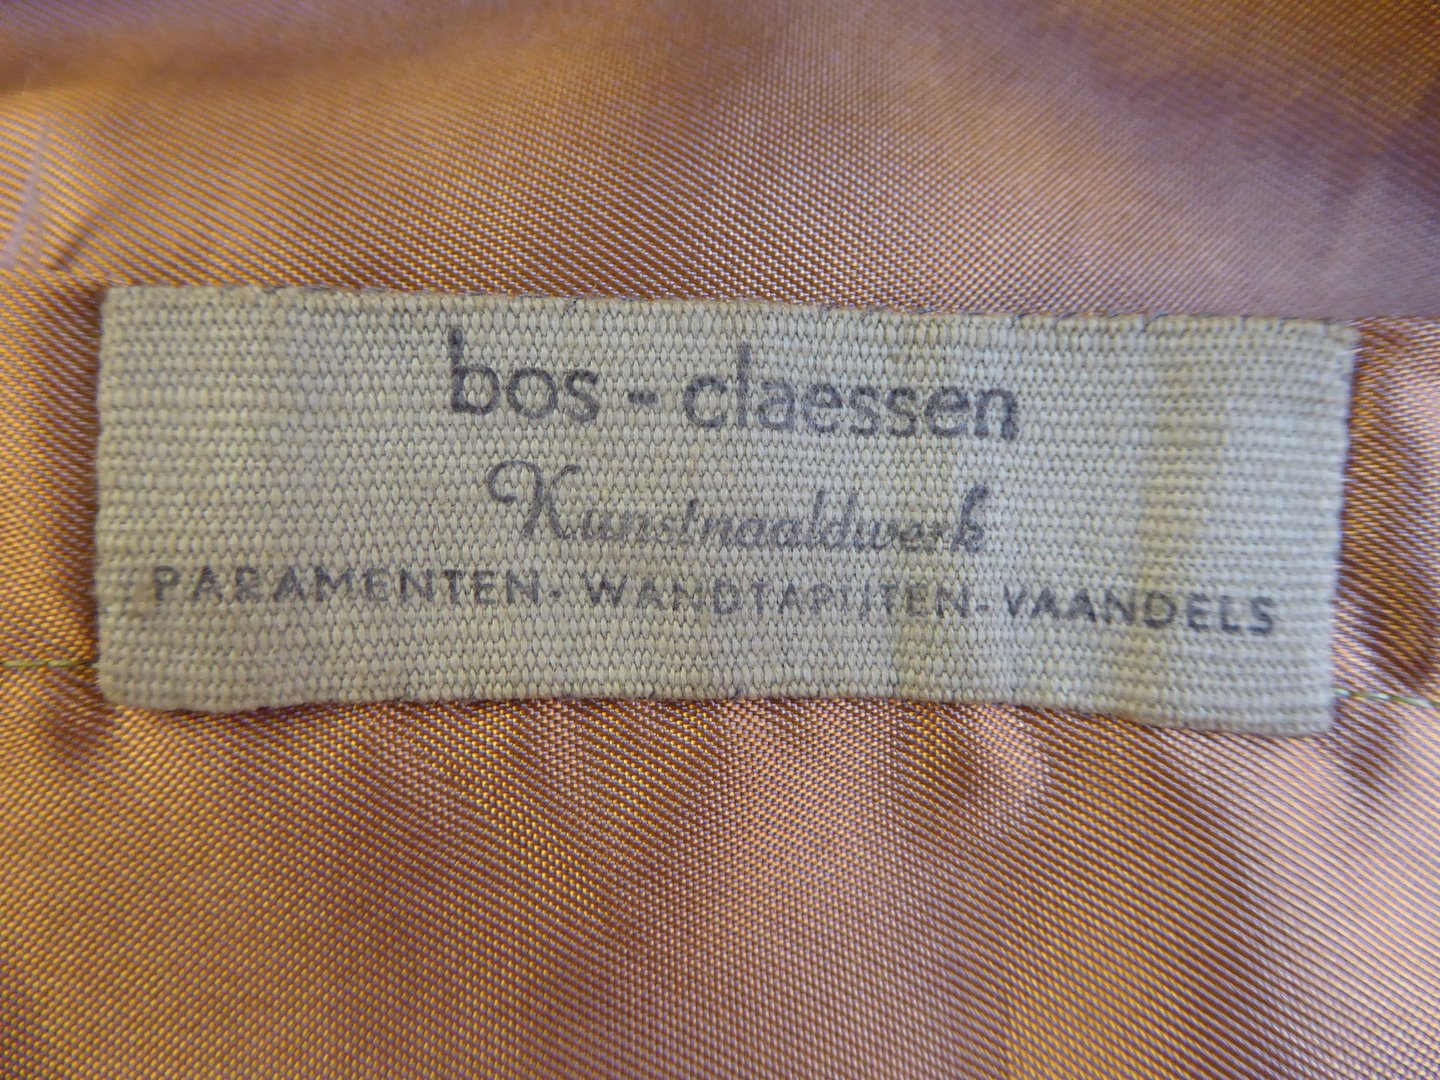 bos - claessen
Kunstnaaldwerk
PARAMENTEN - WANDTAPIJTEN - VAANDELS